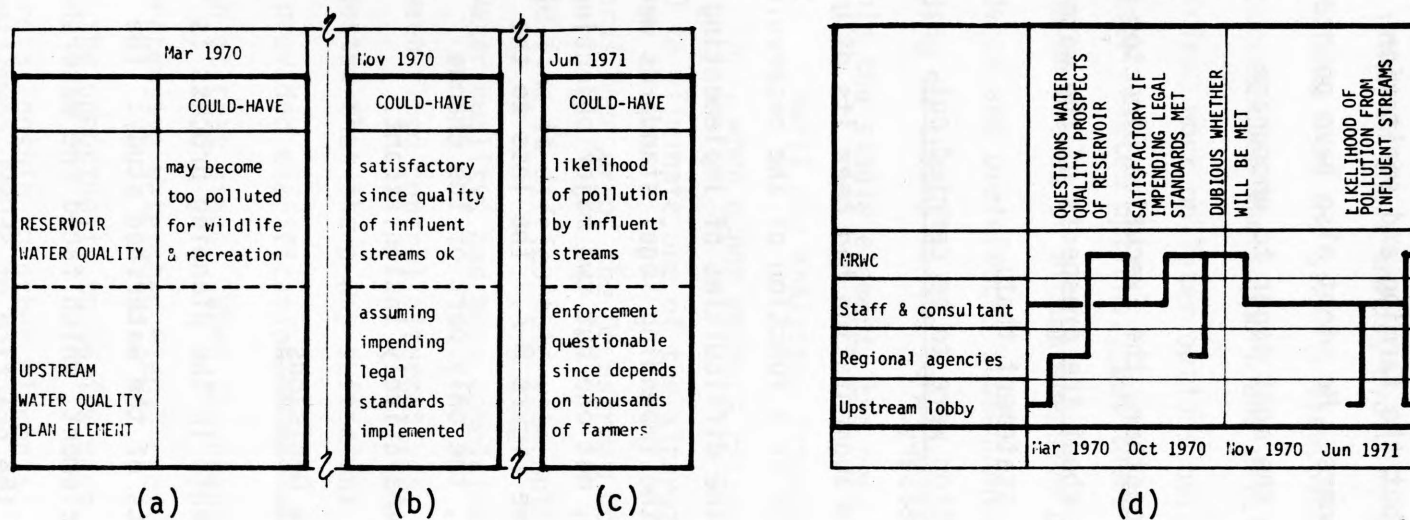 Mar 1970
COULD-HAVE
RESERVOIR
WATER QUALITY
may become
too polluted
for wildlife
& recreation
UPSTREAM
WATER QUALITY
PLAN ELEMENT
(a)
Nov 1970
COULD-HAVE
satisfactory
since quality
of influent
streams ok
assuming
impending
legal
standards
implemented
(b)
Jun 1971
COULD-HAVE
likelihood
of pollution
by influent
streams
enforcement
questionable
since depends
on thousands
of farmers
(c)
QUESTIONS WATER
QUALITY PROSPECTS
OF RESERVOIR
SATISFACTORY IF
IMPENDING LEGAL
STANDARDS MET
DUBIOUS WHETHER
WILL BE MET
LIKELIHOOD OF
POLLUTION FROM
INFLUENT STREAMS
MRWC
Staff & consultant
Regional agencies
Upstream lobby
Mar 1970 Oct 1970 Nov 1970 Jun 1971
(d)